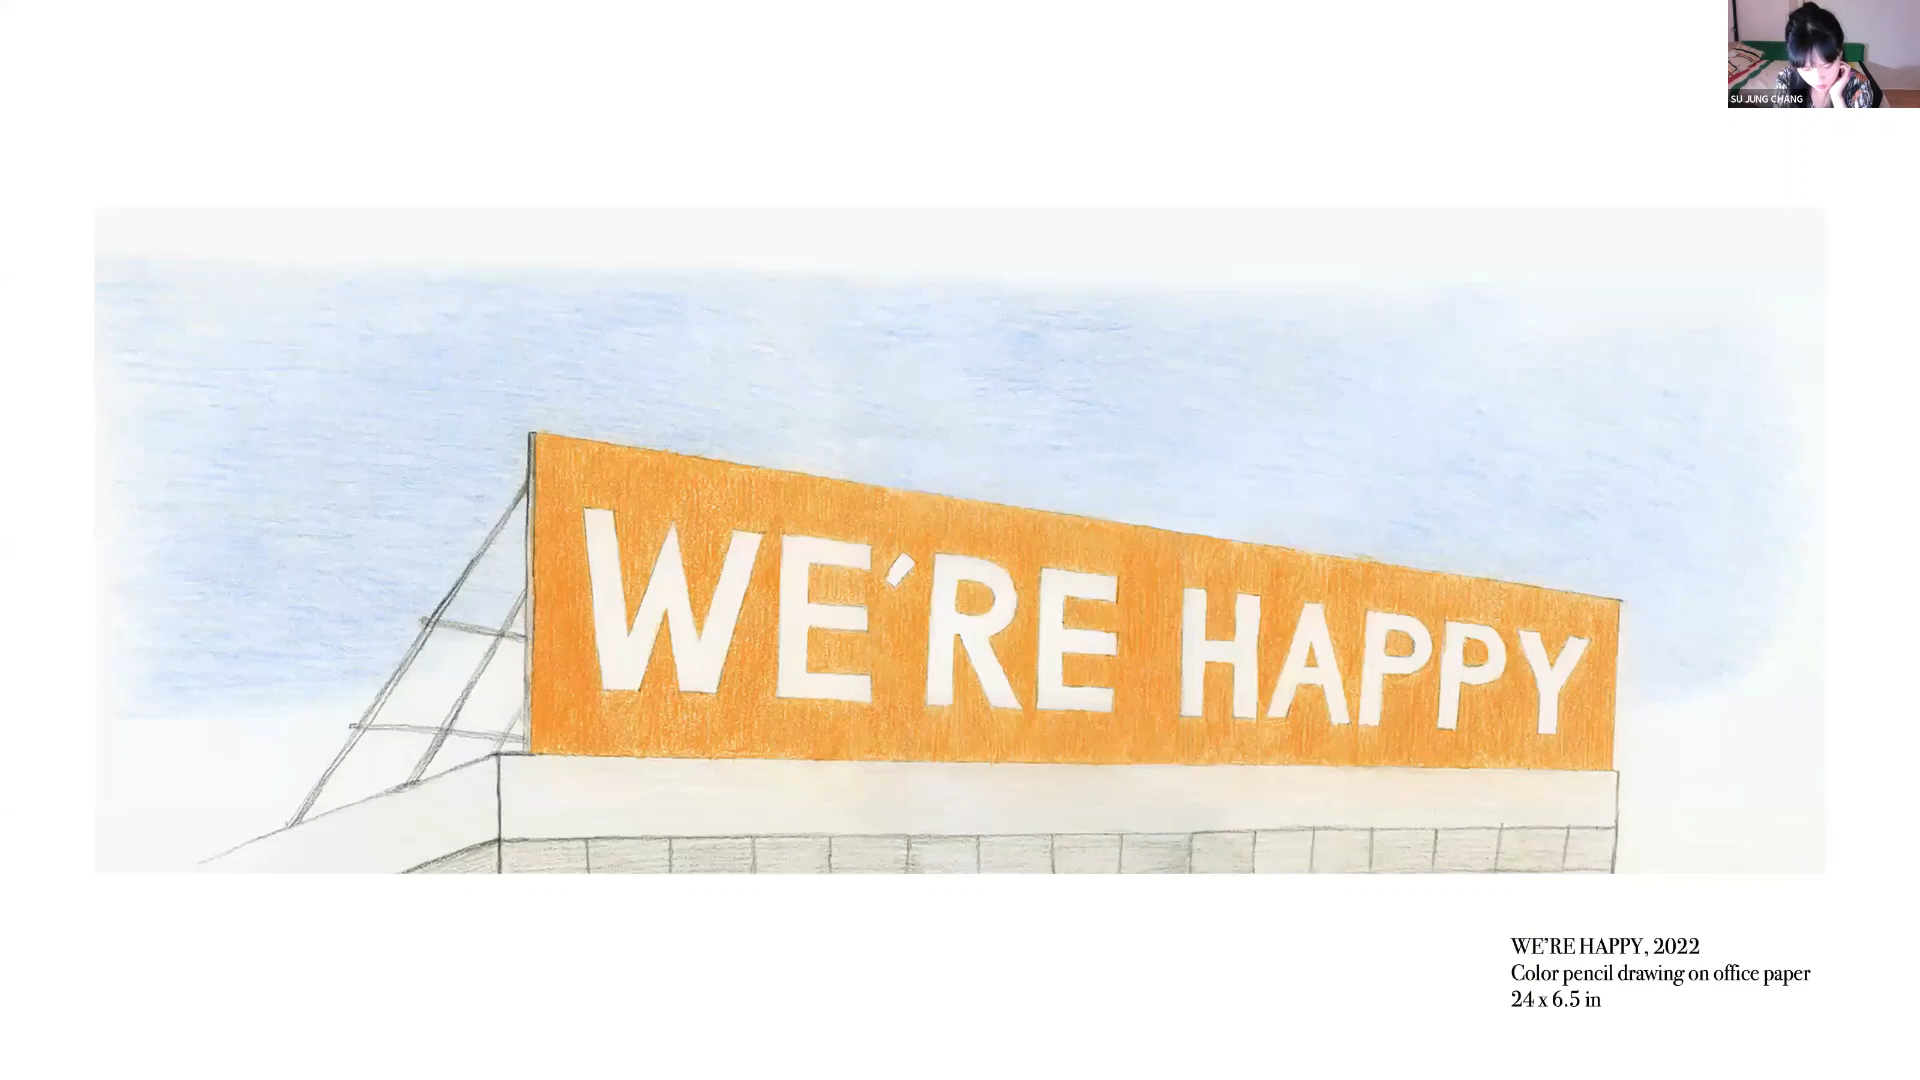 SU JUNG CHANG
WE'RE HAPPY
WE'RE HAPPY, 2022
Color pencil drawing on office paper
24 x 6.5 in